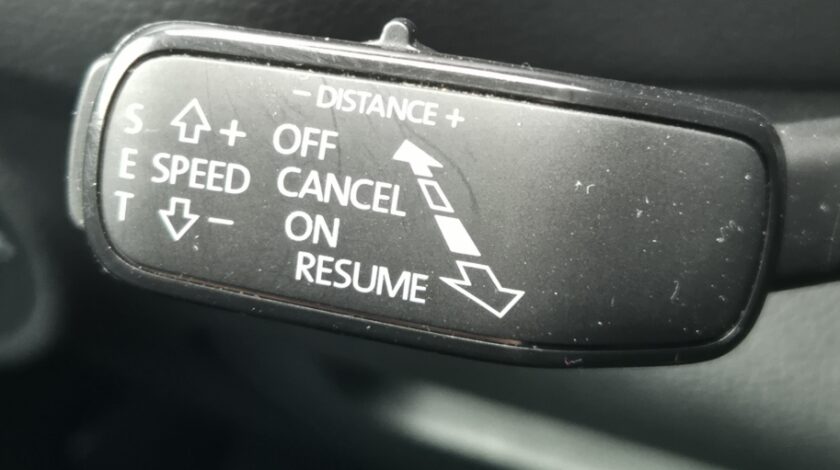 - DISTANCE +
S
E
T
+
SPEED
-
OFF
CANCEL
ON
RESUME